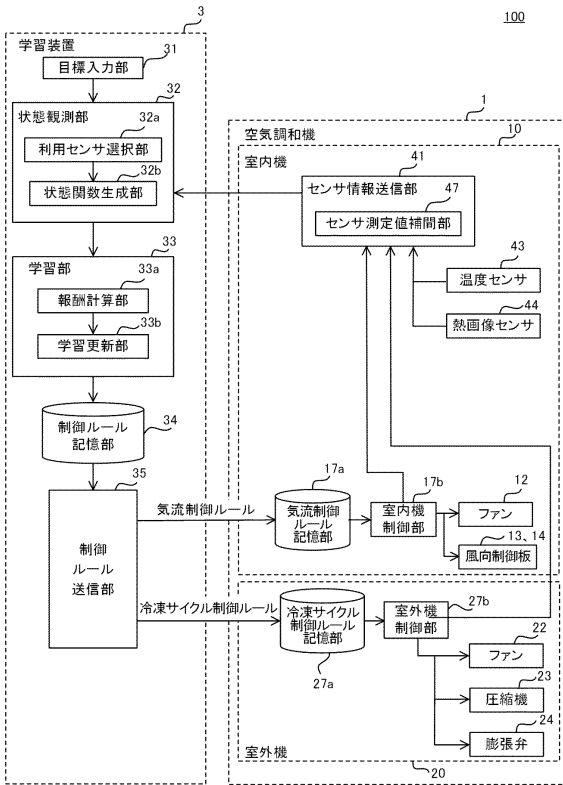 100
3
学習装置
31
目標入力部
32
状態観測部
32a
利用センサ選択部
32b
状態関数生成部
33
学習部
33a
報酬計算部
33b
学習更新部
制御ルール
記憶部
34
35
制御
ルール
送信部
気流制御ルール
冷凍サイクル制御ルール
1
空気調和機
10
室内機
41
センサ情報送信部
47
センサ測定値補間部
43
温度センサ
44
熱画像センサ
17a
気流制御
ルール
記憶部
17b
室内機
制御部
12
ファン
13、14
風向制御板
冷凍サイクル
制御ルール
記憶部
27a
室外機
制御部
27b
22
ファン
23
圧縮機
24
膨張弁
室外機
20